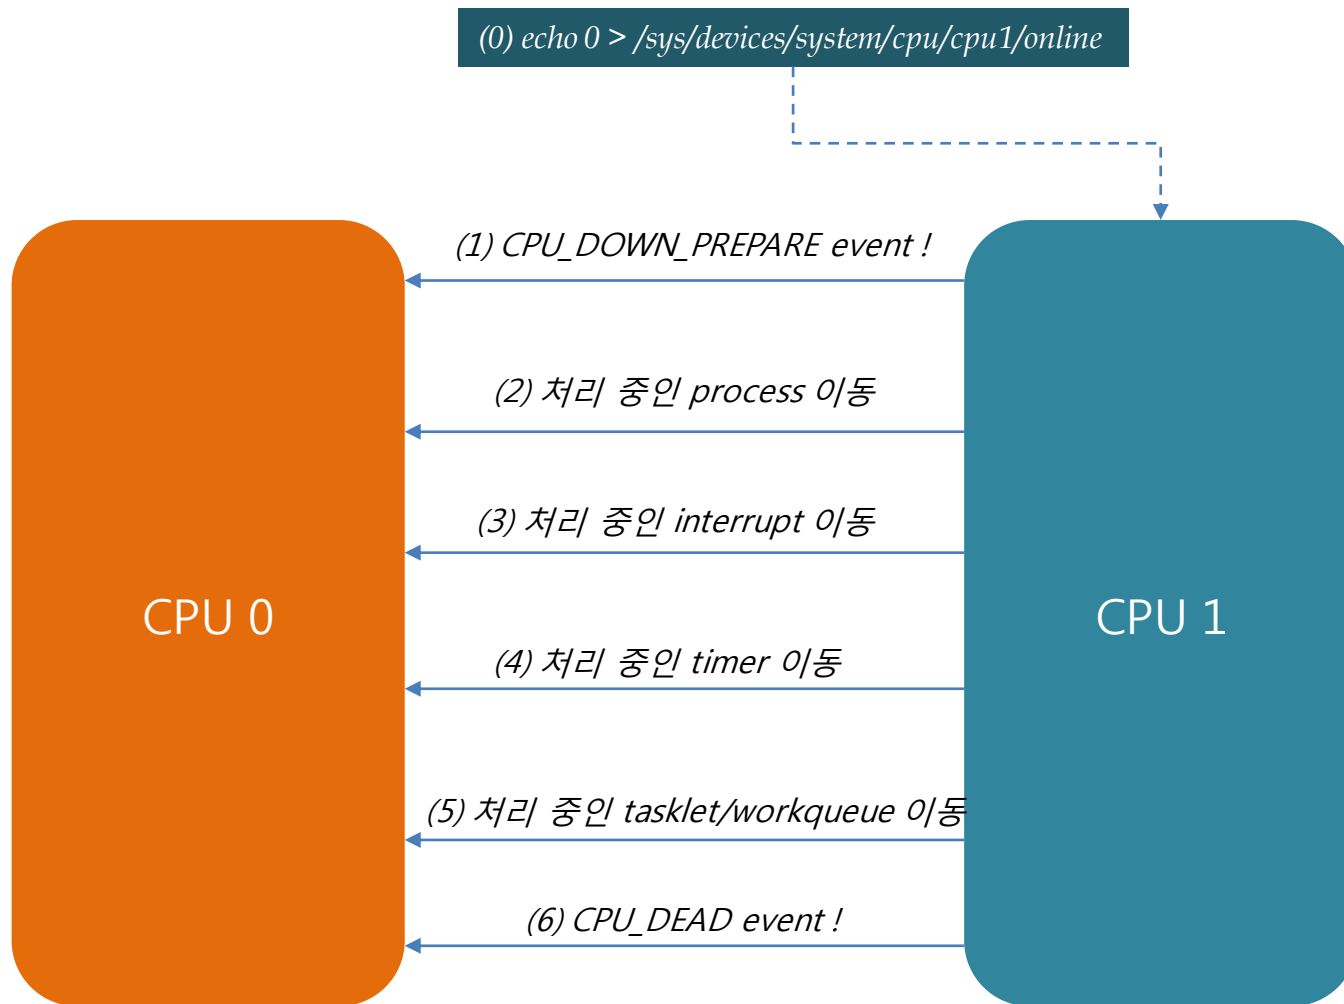 (0) echo 0 > /sys/devices/system/cpu/cpu1/online
(1) CPU_DOWN_PREPARE event !
(2) 처리 중인 process 이동
(3) 처리 중인 interrupt 이동
CPU 0
CPU 1
(4) 처리 중인 timer 이동
(5) 처리 중인 tasklet/workqueue 이동
(6) CPU_DEAD event !